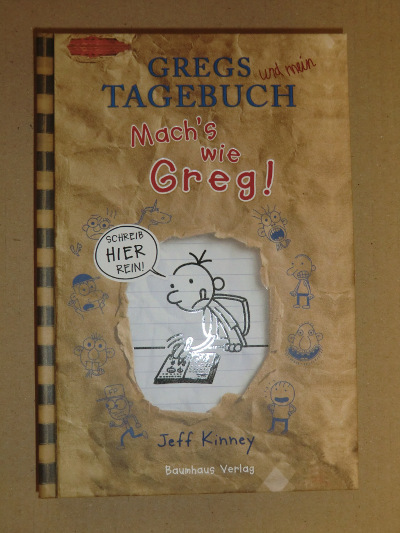 GREGS und mein
TAGEBUCH
Mach's
wie
Greg!
SCHREIB
HIER
REIN!
Jeff Kinney
Baumhaus Verlag